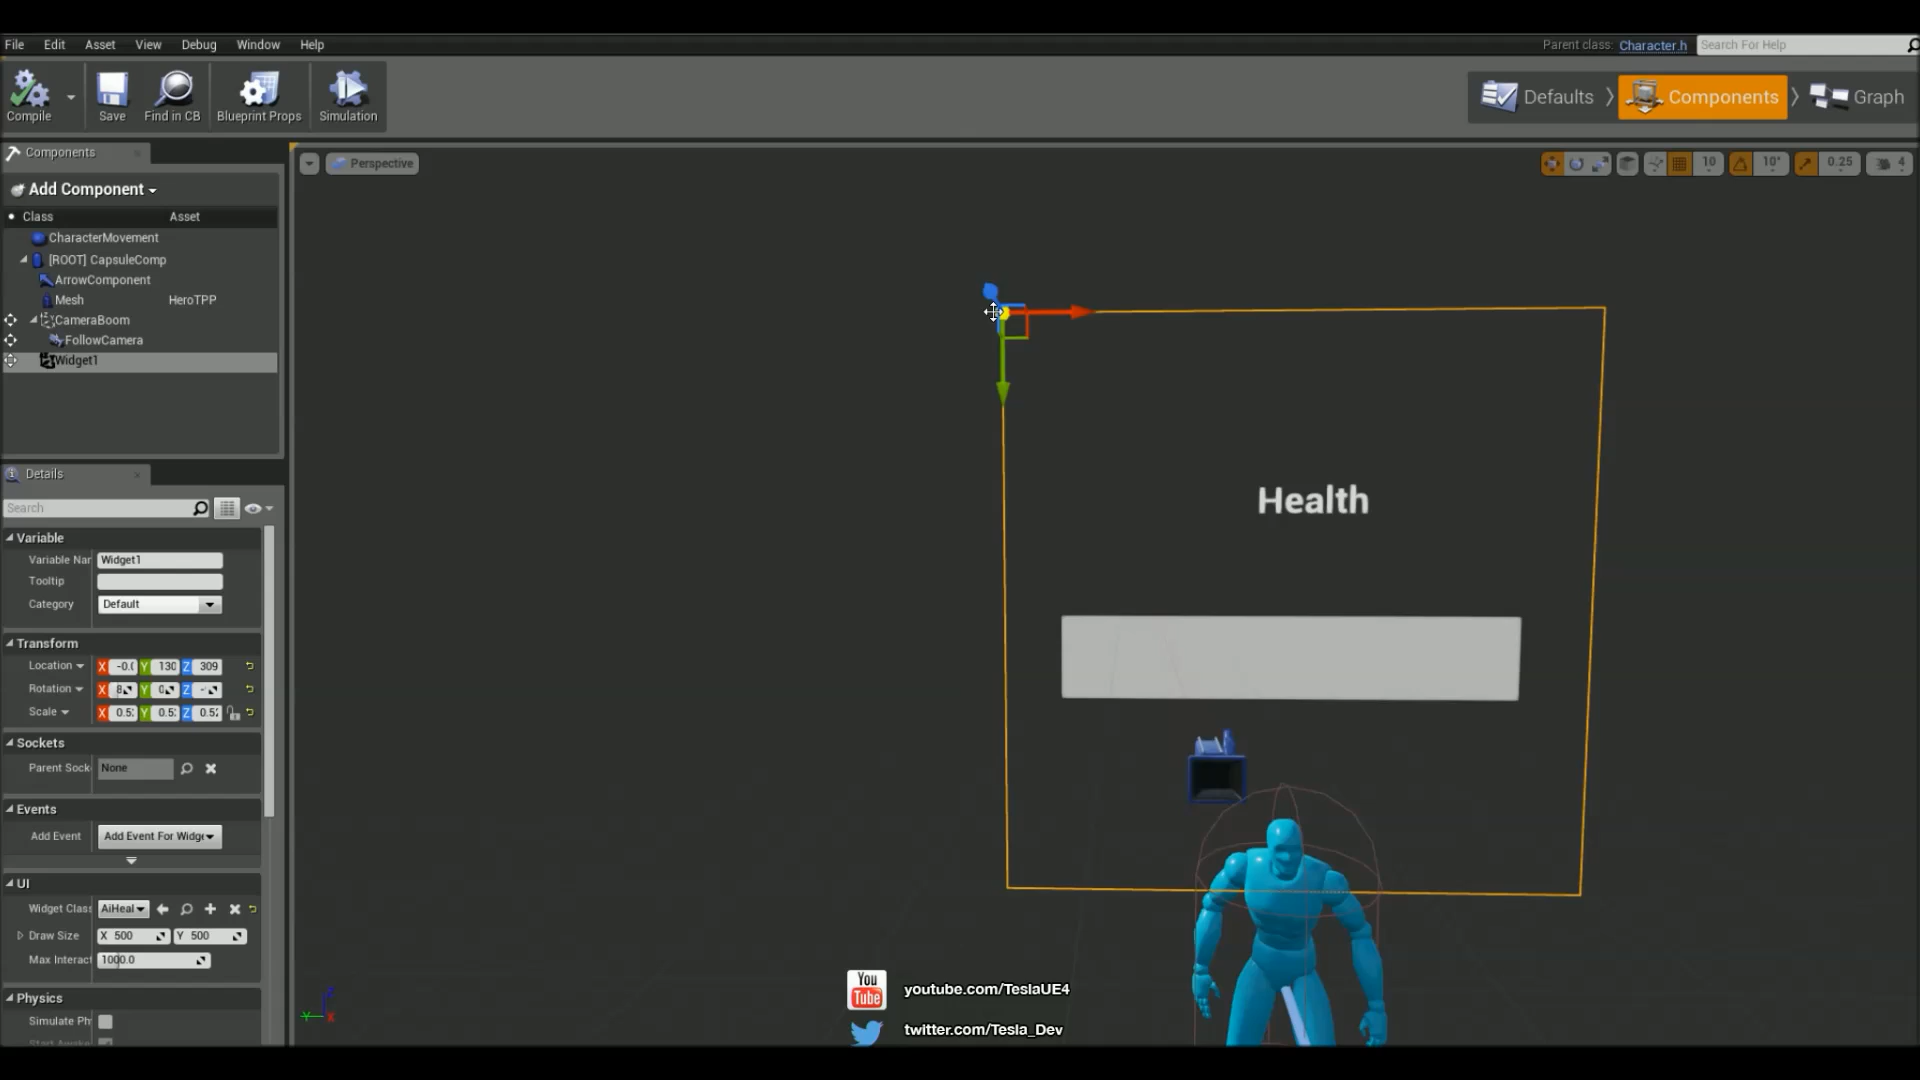 File Edit Asset View Debug Window Help
Parent class: Character.h Search For Help
Compile Save Find in CB Blueprint Props Simulation
Defaults Components Graph
Components
Perspective
10 10° 0.25 4
Add Component
Class Asset
CharacterMovement
[ROOT] CapsuleComp
ArrowComponent
Mesh HeroTPP
CameraBoom
FollowCamera
Widget1
Details
Search
Variable
Variable Nar Widget1
Tooltip
Category Default
Transform
Location X -0.( Y 130 Z 309
Rotation X 8 Y 0 Z
Scale X 0.5 Y 0.5 Z 0.5
Sockets
Parent Sock None
Events
Add Event Add Event For Widge
UI
Widget Clas AiHeal
Draw Size X 500 Y 500
Max Interact 1000.0
Physics
Simulate Ph
Health
You
Tube
youtube.com/TeslaUE4
twitter.com/Tesla_Dev